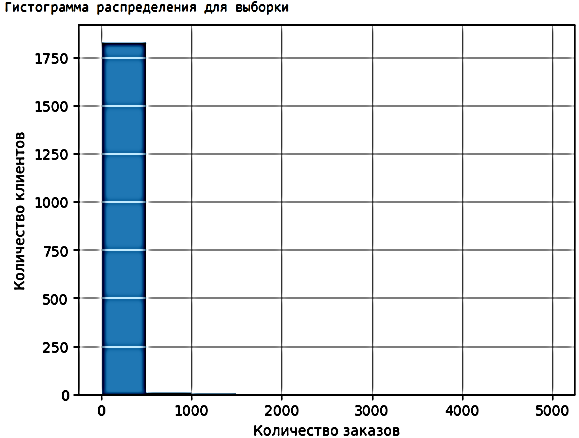 Гистограмма распределения для выборки
Количество клиентов
1750
1500
1250
1000
750
500
250
0
0 1000 2000 3000 4000 5000
Количество заказов